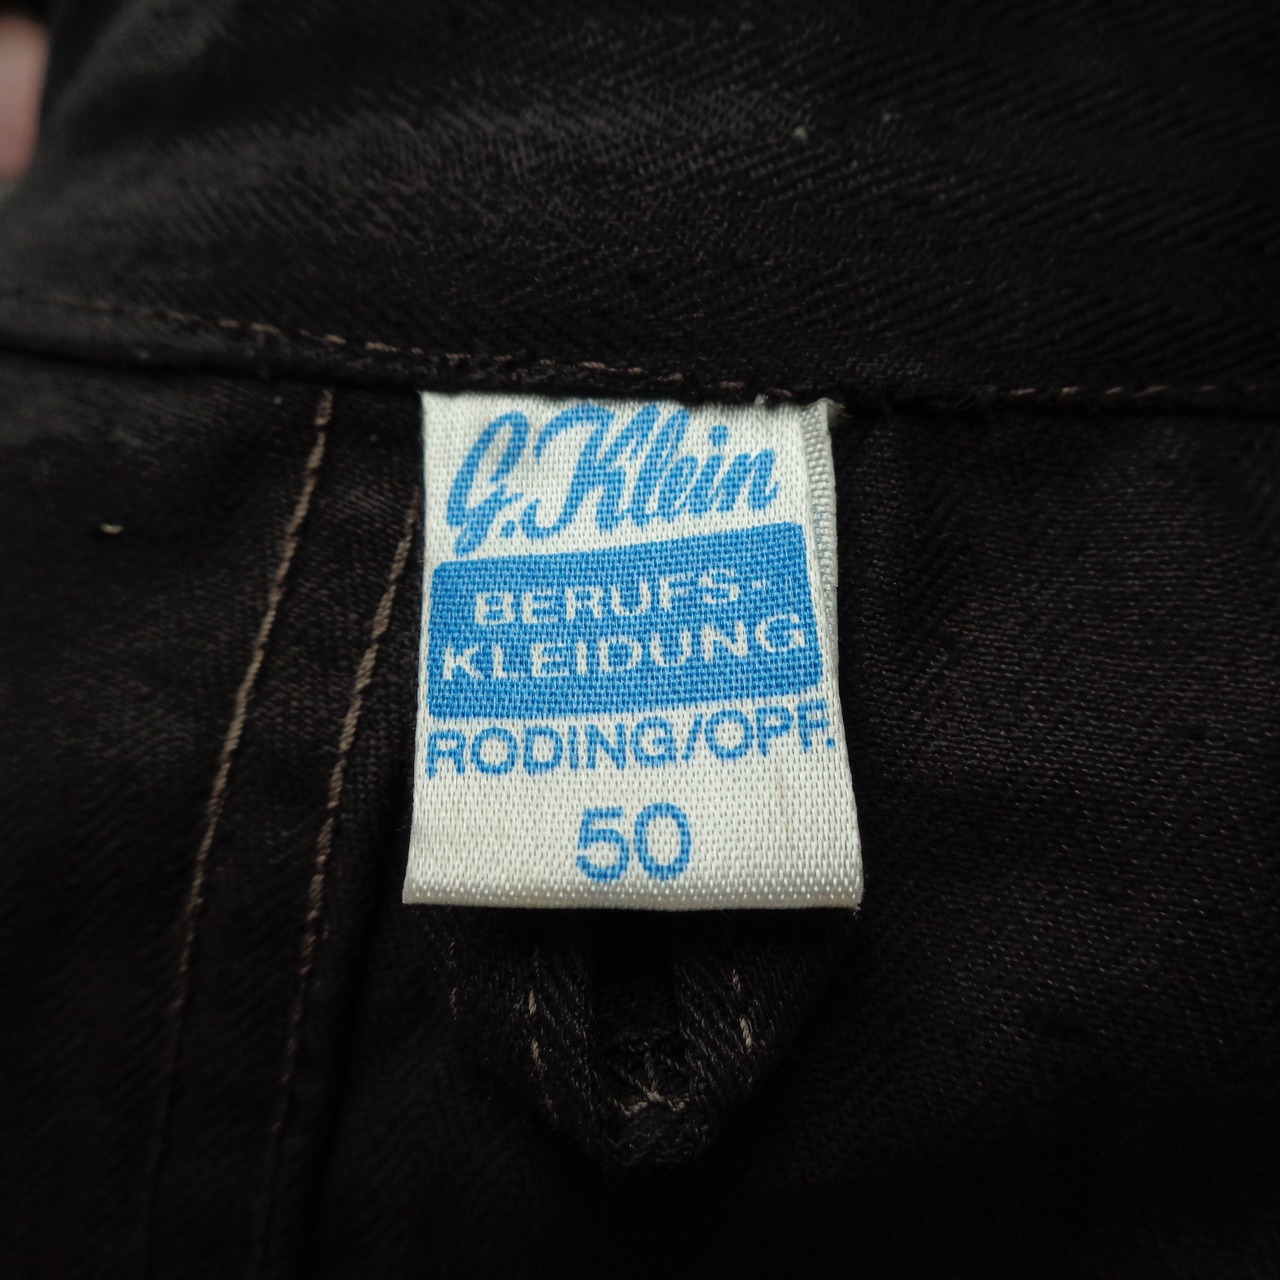 G. Klein
BERUFS-
KLEIDUNG
RODING/OPF.
50